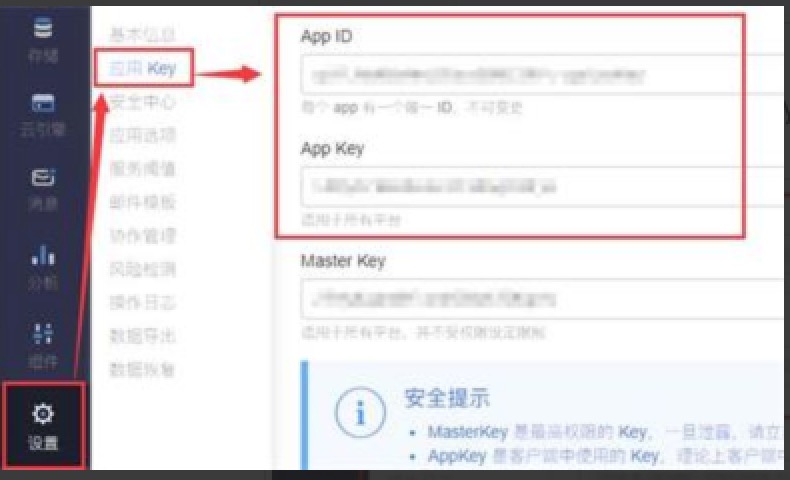 存储
云引擎
消息
分析
组件
设置
基本信息
应用 Key
安全中心
应用选项
服务阈值
邮件模板
协作管理
风险检测
操作日志
数据导出
数据恢复
App ID
每个 app 有一个唯一 ID，不可变更
App Key
适用于所有平台
Master Key
适用于所有平台，并不受权限设定限制
安全提示
• MasterKey 是最高权限的 Key，一旦泄露，请立
• AppKey 是客户端中使用的 Key，理论上客户端中